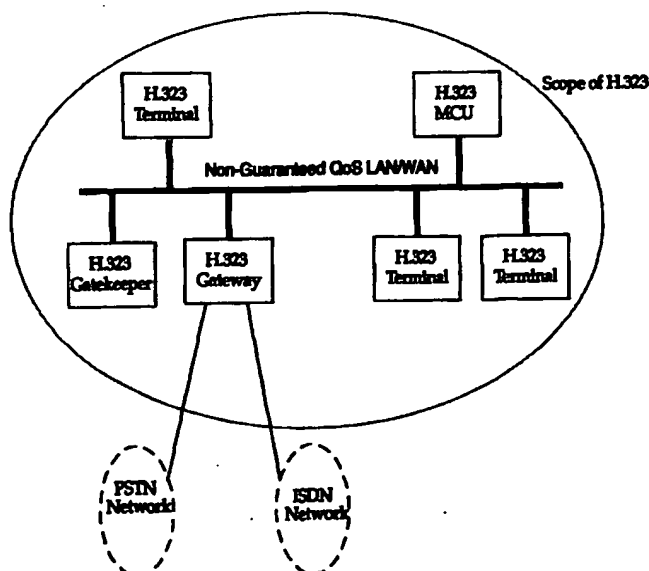 H.323
Terminal
H.323
MCU
Scope of H.323
Non-Guaranteed QoS LAN/WAN
H.323
Gatekeeper
H.323
Gateway
H.323
Terminal
H.323
Terminal
PSTN
Network
ISDN
Network